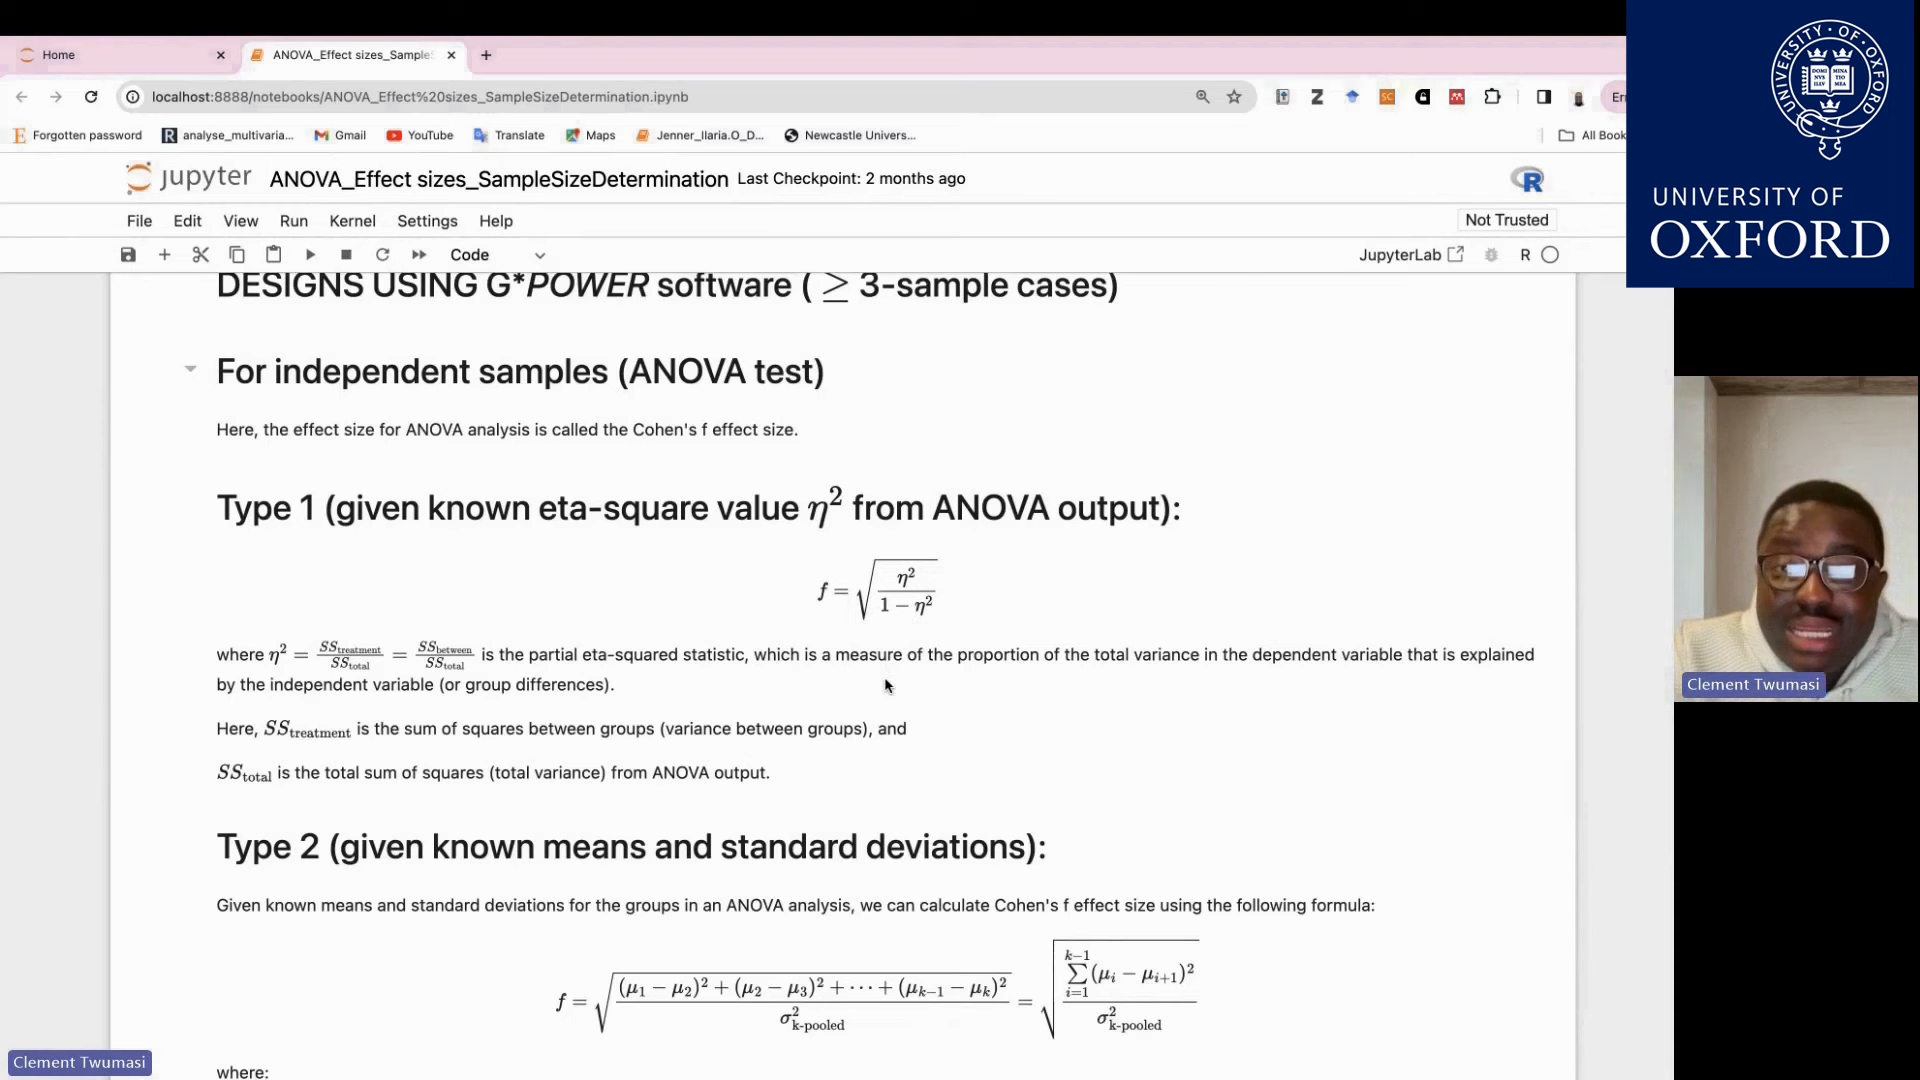 Home
ANOVA_Effect sizes_Sample
localhost:8888/notebooks/ANOVA_Effect%20sizes_SampleSizeDetermination.ipynb
Forgotten password analyse_multivaria... Gmail YouTube Translate Maps Jenner_Ilaria.O_D... Newcastle Univers... All Book
jupyter ANOVA_Effect sizes_SampleSizeDetermination Last Checkpoint: 2 months ago
File Edit View Run Kernel Settings Help Not Trusted
Code JupyterLab R
DESIGNS USING G*POWER software ( ≥ 3-sample cases)
For independent samples (ANOVA test)
Here, the effect size for ANOVA analysis is called the Cohen's f effect size.
Type 1 (given known eta-square value η² from ANOVA output):
f = √(η² / (1 − η²))
where η² = SS_treatment/SS_total = SS_between/SS_total is the partial eta-squared statistic, which is a measure of the proportion of the total variance in the dependent variable that is explained
by the independent variable (or group differences).
Here, SS_treatment is the sum of squares between groups (variance between groups), and
SS_total is the total sum of squares (total variance) from ANOVA output.
Type 2 (given known means and standard deviations):
Given known means and standard deviations for the groups in an ANOVA analysis, we can calculate Cohen's f effect size using the following formula:
f = √(((μ₁ − μ₂)² + (μ₂ − μ₃)² + ··· + (μ_{k−1} − μ_k)²) / σ²_{k-pooled}) = √(∑_{i=1}^{k−1}(μ_i − μ_{i+1})² / σ²_{k-pooled})
where:
Clement Twumasi
UNIVERSITY OF
OXFORD
Clement Twumasi